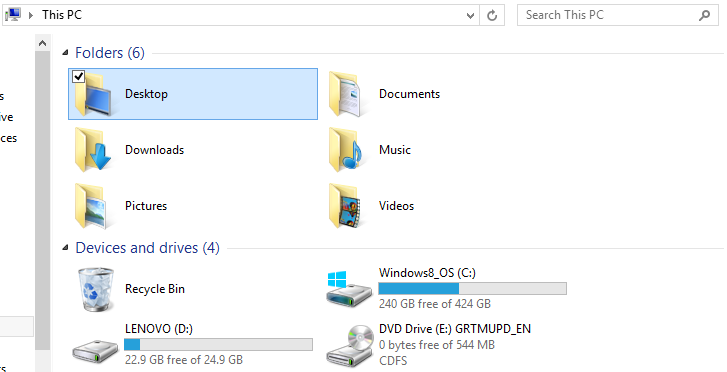 This PC
Search This PC
Folders (6)
Desktop
Documents
Downloads
Music
Pictures
Videos
Devices and drives (4)
Recycle Bin
Windows8_OS (C:)
240 GB free of 424 GB
LENOVO (D:)
22.9 GB free of 24.9 GB
DVD Drive (E:) GRTMUPD_EN
0 bytes free of 544 MB
CDFS
s
ive
ces
rs